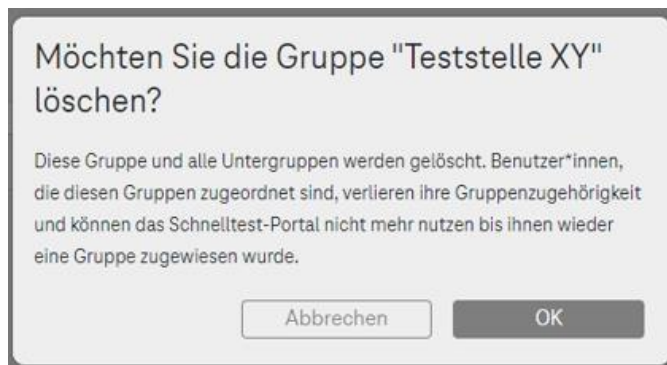 Möchten Sie die Gruppe "Teststelle XY"
löschen?
Diese Gruppe und alle Untergruppen werden gelöscht. Benutzer*innen,
die diesen Gruppen zugeordnet sind, verlieren ihre Gruppenzugehörigkeit
und können das Schnelltest-Portal nicht mehr nutzen bis ihnen wieder
eine Gruppe zugewiesen wurde.
Abbrechen OK